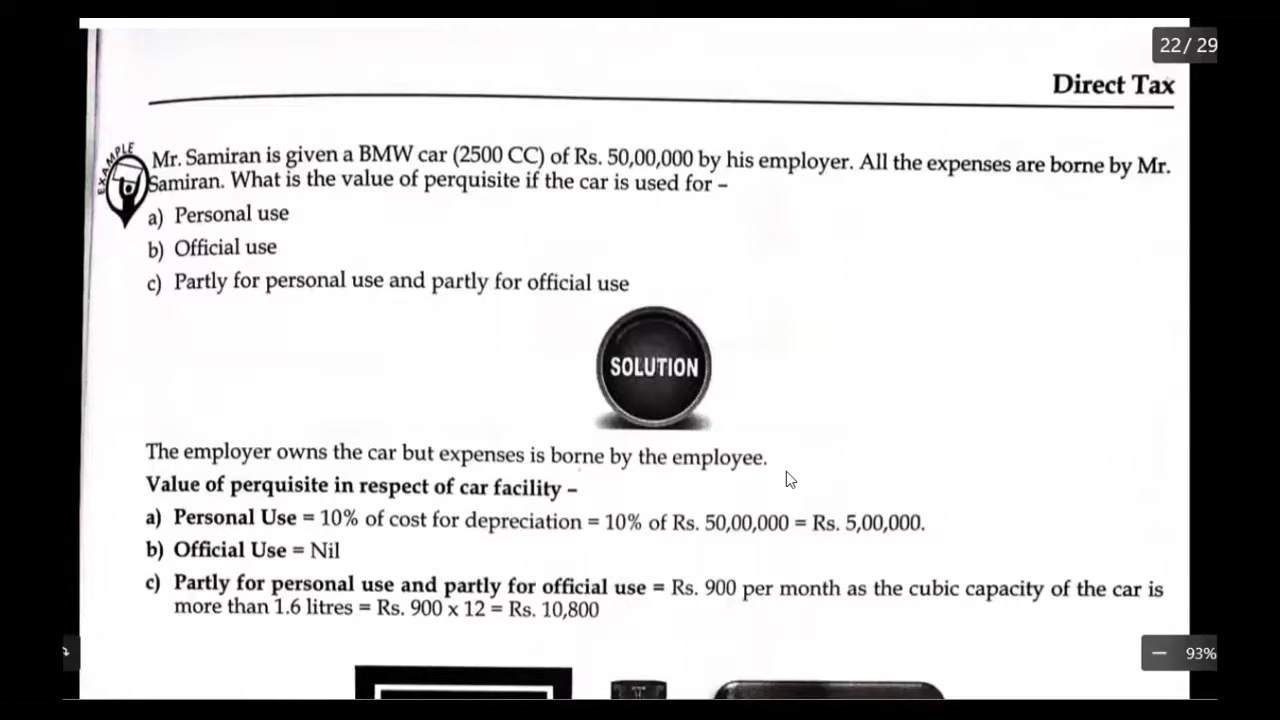 22 / 29
Direct Tax
EXAMPLE
Mr. Samiran is given a BMW car (2500 CC) of Rs. 50,00,000 by his employer. All the expenses are borne by Mr.
Samiran. What is the value of perquisite if the car is used for –
a) Personal use
b) Official use
c) Partly for personal use and partly for official use
SOLUTION
The employer owns the car but expenses is borne by the employee.
Value of perquisite in respect of car facility –
a) Personal Use = 10% of cost for depreciation = 10% of Rs. 50,00,000 = Rs. 5,00,000.
b) Official Use = Nil
c) Partly for personal use and partly for official use = Rs. 900 per month as the cubic capacity of the car is
more than 1.6 litres = Rs. 900 x 12 = Rs. 10,800
93%